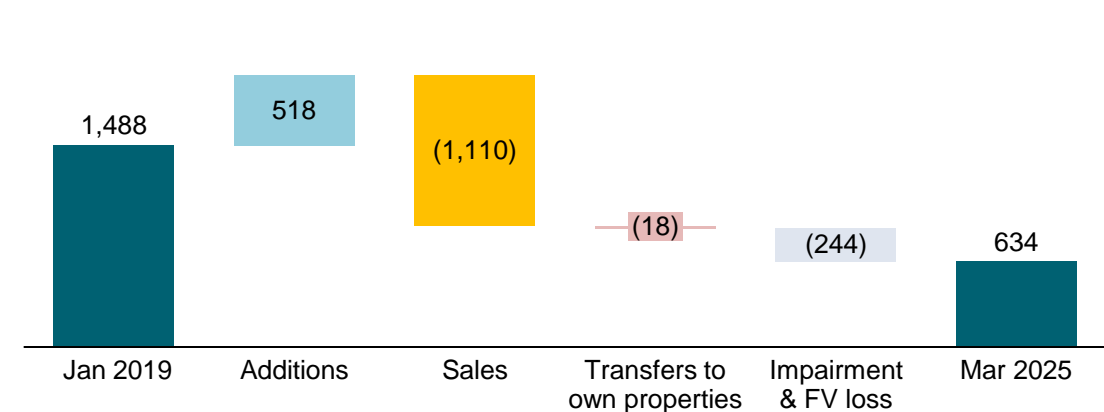 1,488
518
(1,110)
(18)
(244)
634
Jan 2019
Additions
Sales
Transfers to
own properties
Impairment
& FV loss
Mar 2025